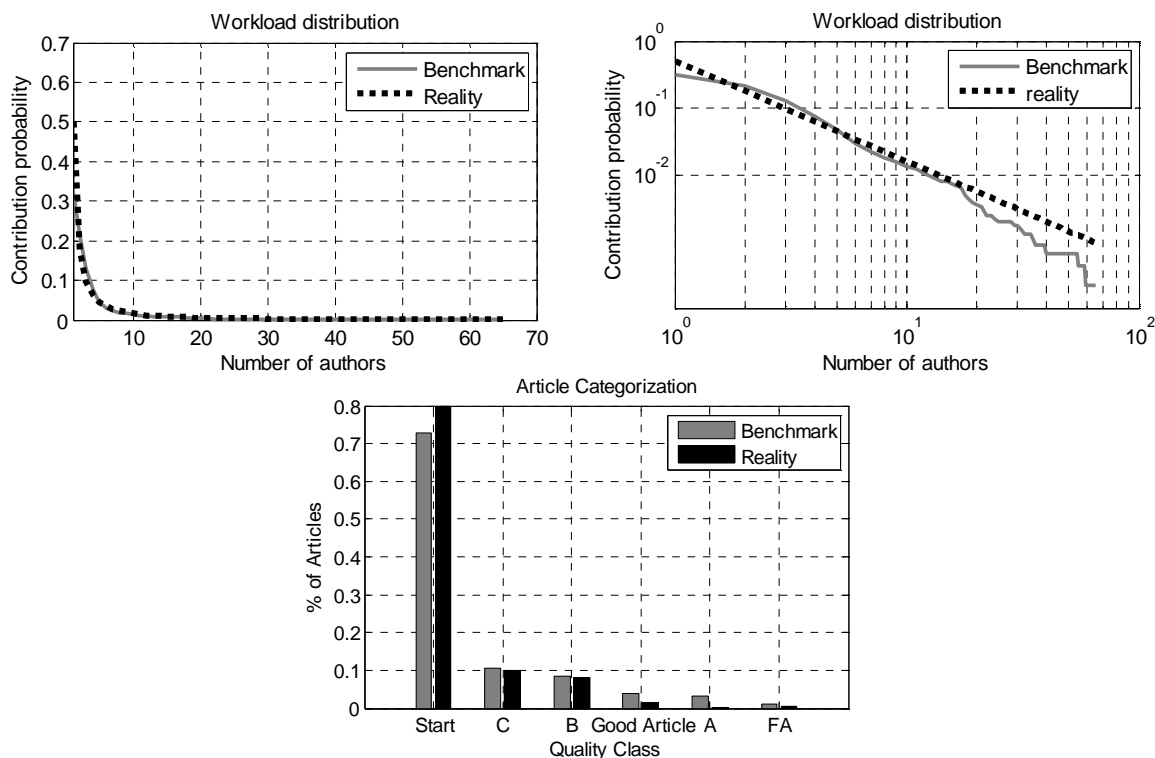 Workload distribution
0.7
0.6
0.5
0.4
0.3
0.2
0.1
0
Contribution probability
Benchmark
Reality
10 20 30 40 50 60 70
Number of authors
Workload distribution
10^0
10^-1
10^-2
Contribution probability
Benchmark
reality
10^0 10^1 10^2
Number of authors
Article Categorization
0.8
0.7
0.6
0.5
0.4
0.3
0.2
0.1
0
% of Articles
Benchmark
Reality
Start C B Good Article A FA
Quality Class